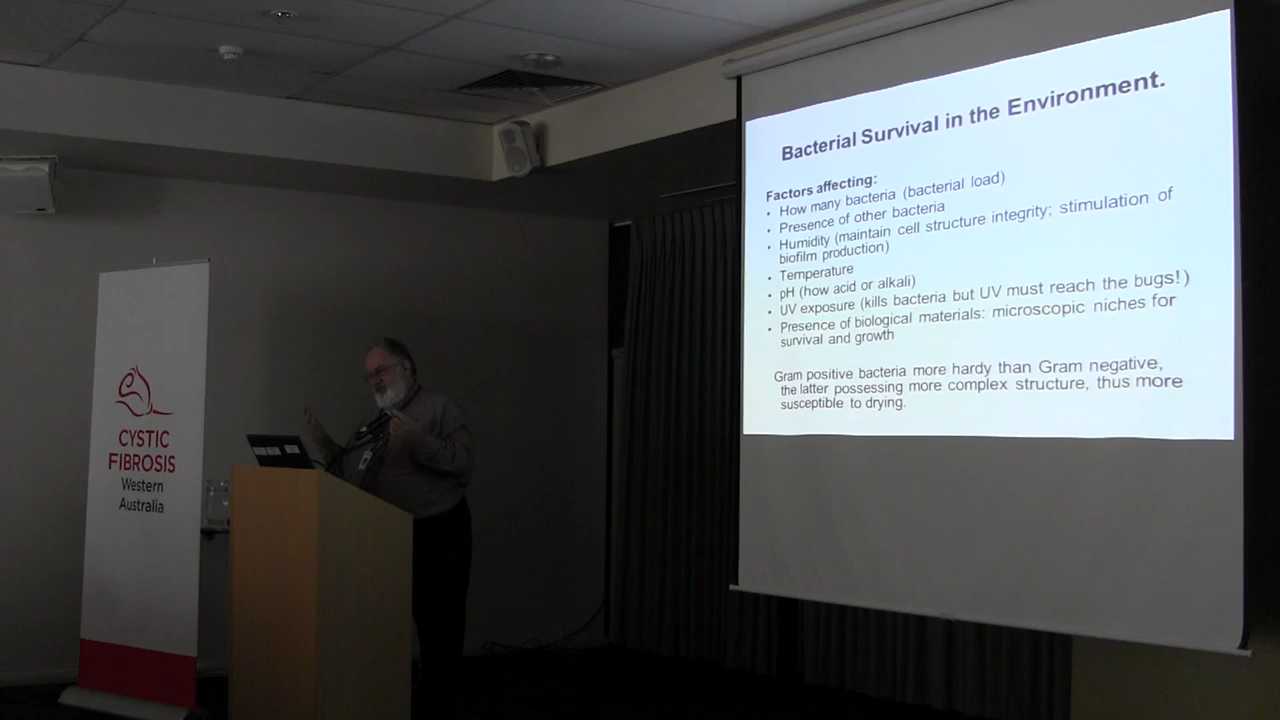 CYSTIC
FIBROSIS
Western
Australia
Bacterial Survival in the Environment.
Factors affecting:
• How many bacteria (bacterial load)
• Presence of other bacteria
• Humidity (maintain cell structure integrity; stimulation of
biofilm production)
• Temperature
• pH (how acid or alkali)
• UV exposure (kills bacteria but UV must reach the bugs!)
• Presence of biological materials: microscopic niches for
survival and growth
Gram positive bacteria more hardy than Gram negative,
the latter possessing more complex structure, thus more
susceptible to drying.